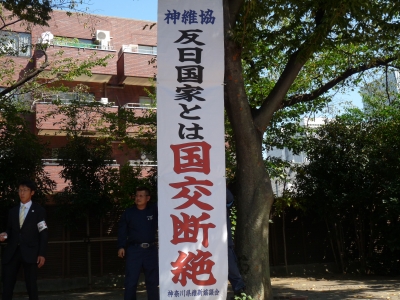 神維協
反日国家とは
国交断絶
神奈川県維新協議会